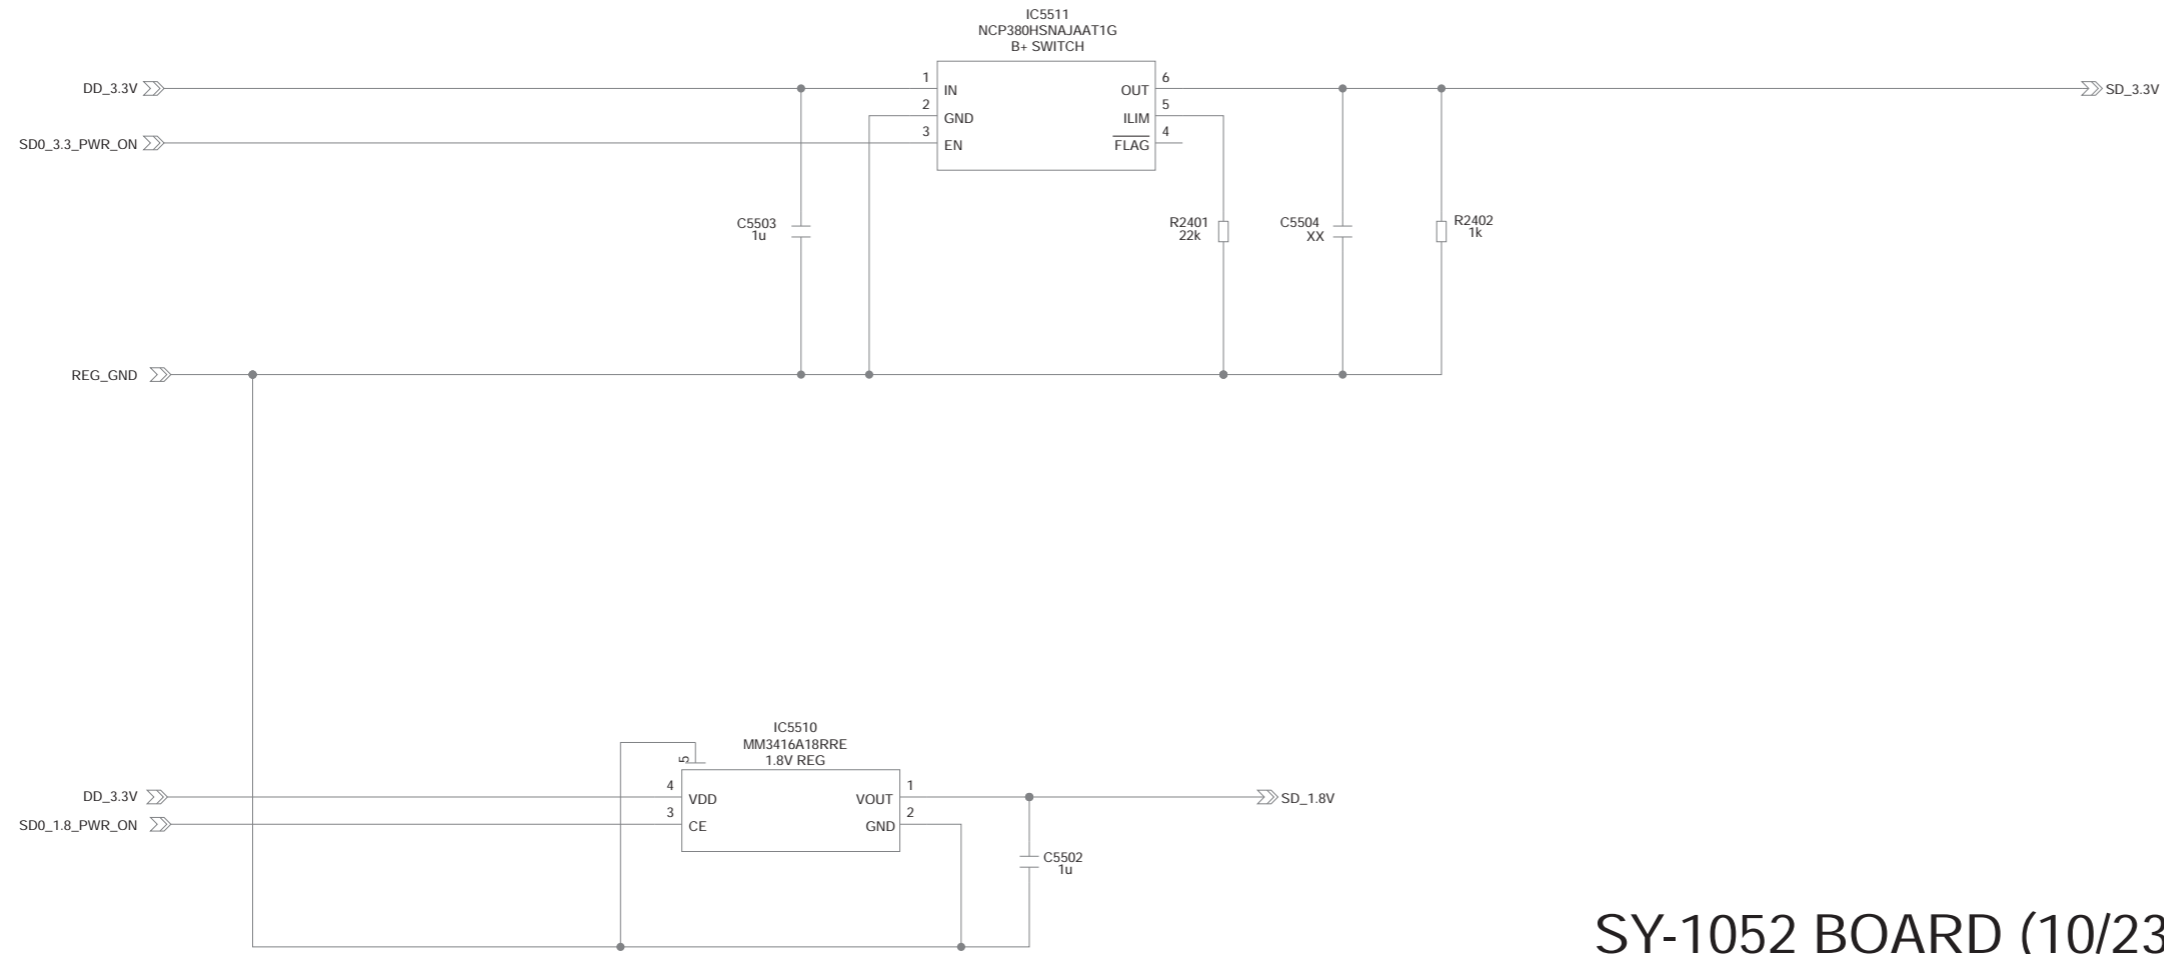 IC5511
NCP380HSNAJAAT1G
B+ SWITCH
DD_3.3V
1
IN
OUT
6
SD_3.3V
2
GND
ILIM
5
SD0_3.3_PWR_ON
3
EN
FLAG
4
C5503
1u
R2401
22k
C5504
XX
R2402
1k
REG_GND
IC5510
MM3416A18RRE
1.8V REG
5
DD_3.3V
4
VDD
VOUT
1
SD_1.8V
SD0_1.8_PWR_ON
3
CE
GND
2
C5502
1u
SY-1052 BOARD (10/23